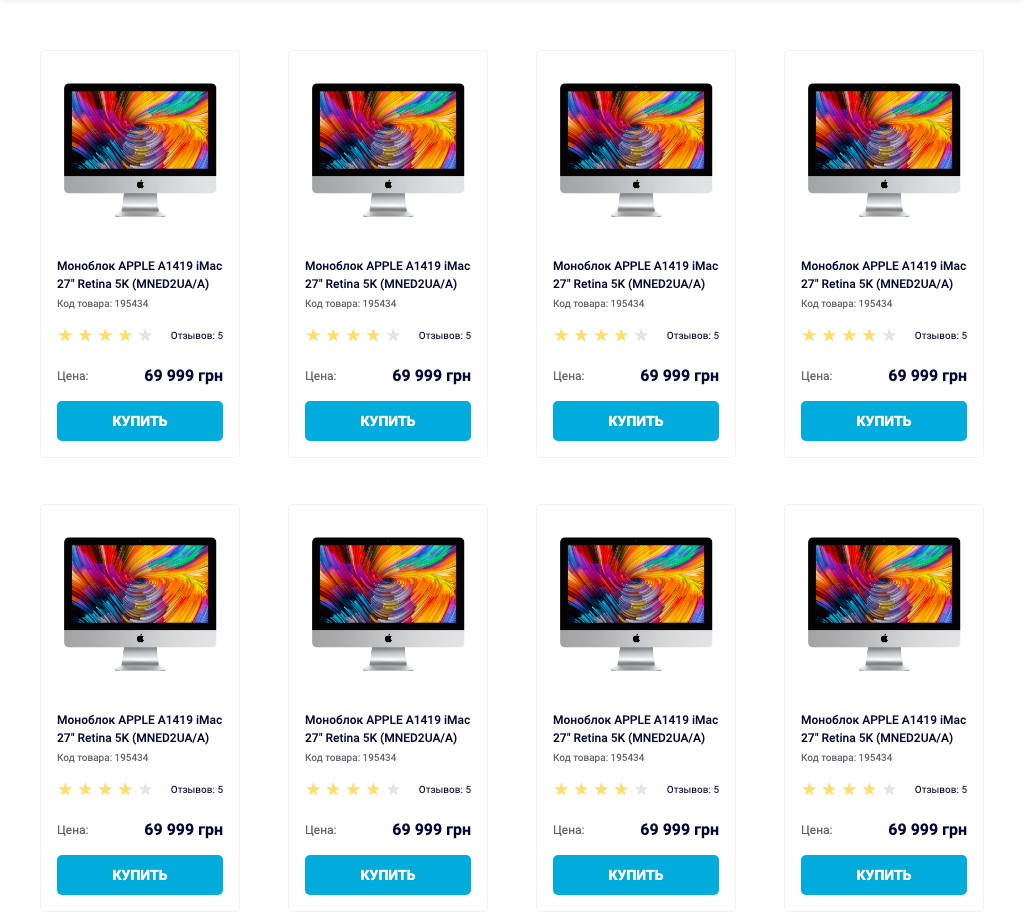 Моноблок APPLE A1419 iMac
27" Retina 5K (MNED2UA/A)
Код товара: 195434
Отзывов: 5
Цена: 69 999 грн
КУПИТЬ
Моноблок APPLE A1419 iMac
27" Retina 5K (MNED2UA/A)
Код товара: 195434
Отзывов: 5
Цена: 69 999 грн
КУПИТЬ
Моноблок APPLE A1419 iMac
27" Retina 5K (MNED2UA/A)
Код товара: 195434
Отзывов: 5
Цена: 69 999 грн
КУПИТЬ
Моноблок APPLE A1419 iMac
27" Retina 5K (MNED2UA/A)
Код товара: 195434
Отзывов: 5
Цена: 69 999 грн
КУПИТЬ
Моноблок APPLE A1419 iMac
27" Retina 5K (MNED2UA/A)
Код товара: 195434
Отзывов: 5
Цена: 69 999 грн
КУПИТЬ
Моноблок APPLE A1419 iMac
27" Retina 5K (MNED2UA/A)
Код товара: 195434
Отзывов: 5
Цена: 69 999 грн
КУПИТЬ
Моноблок APPLE A1419 iMac
27" Retina 5K (MNED2UA/A)
Код товара: 195434
Отзывов: 5
Цена: 69 999 грн
КУПИТЬ
Моноблок APPLE A1419 iMac
27" Retina 5K (MNED2UA/A)
Код товара: 195434
Отзывов: 5
Цена: 69 999 грн
КУПИТЬ